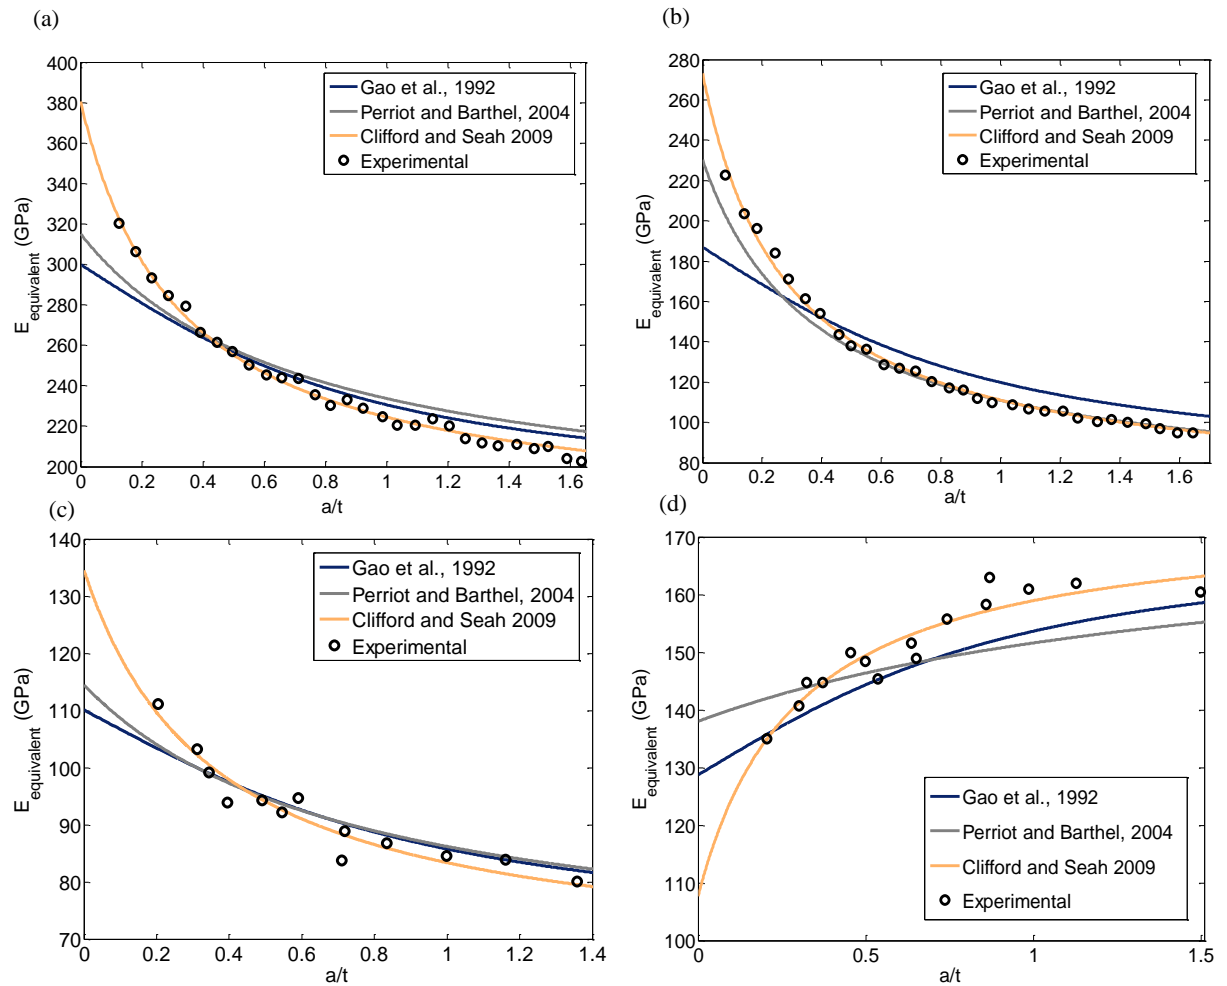 (a)
400
380
360
340
320
300
280
260
240
220
200
E equivalent (GPa)
0 0.2 0.4 0.6 0.8 1 1.2 1.4 1.6
a/t
Gao et al., 1992
Perriot and Barthel, 2004
Clifford and Seah 2009
Experimental
(b)
280
260
240
220
200
180
160
140
120
100
80
E equivalent (GPa)
0 0.2 0.4 0.6 0.8 1 1.2 1.4 1.6
a/t
Gao et al., 1992
Perriot and Barthel, 2004
Clifford and Seah 2009
Experimental
(c)
140
130
120
110
100
90
80
70
E equivalent (GPa)
0 0.2 0.4 0.6 0.8 1 1.2 1.4
a/t
Gao et al., 1992
Perriot and Barthel, 2004
Clifford and Seah 2009
Experimental
(d)
170
160
150
140
130
120
110
100
E equivalent (GPa)
0 0.5 1 1.5
a/t
Gao et al., 1992
Perriot and Barthel, 2004
Clifford and Seah 2009
Experimental